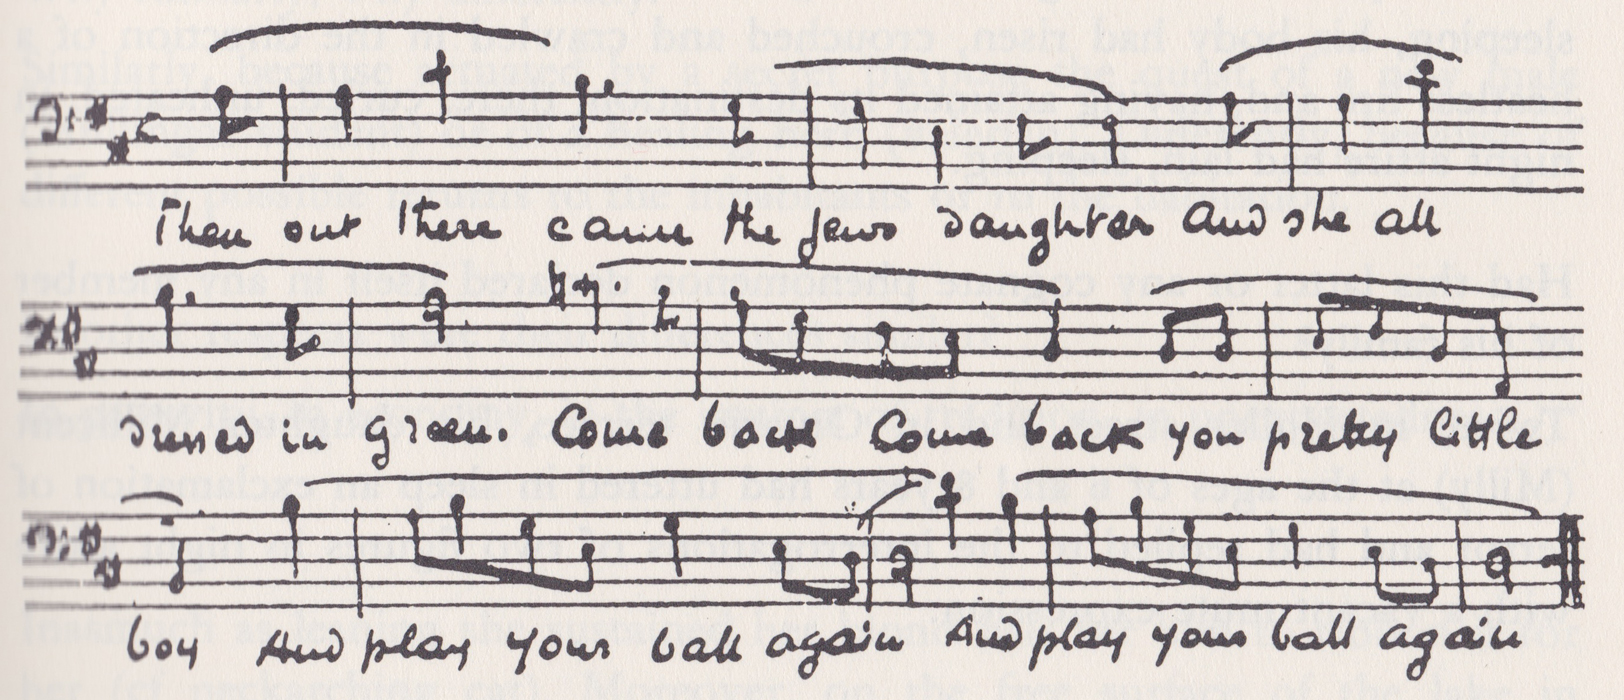 Then out there came the Jews daughter And she all
dressed in green. Come back Come back you pretty little
boy And play your ball again And play your ball again